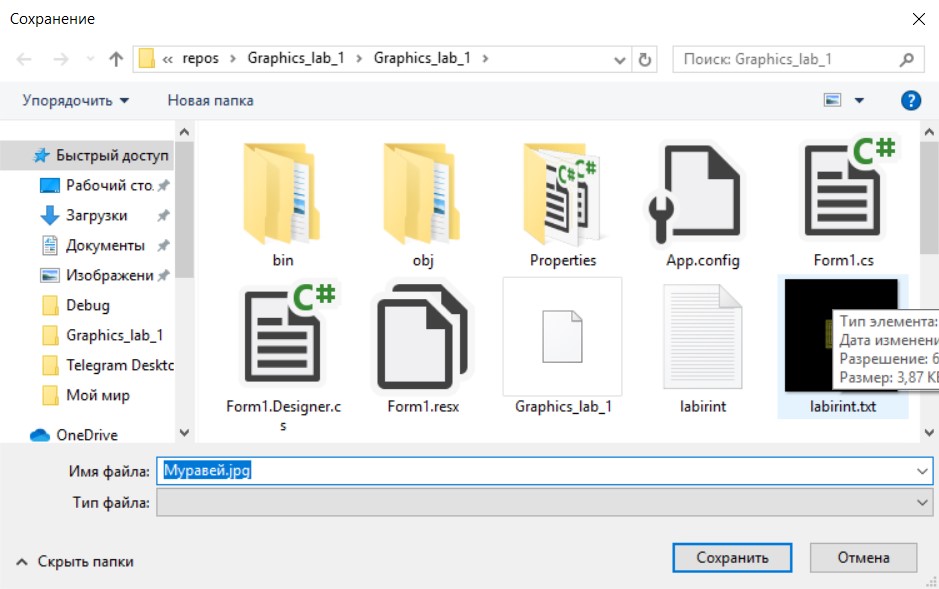 Сохранение
« repos › Graphics_lab_1 › Graphics_lab_1 ›
Поиск: Graphics_lab_1
Упорядочить
Новая папка
?
Быстрый доступ
Рабочий сто.
Загрузки
Документы
Изображени
Debug
Graphics_lab_1
Telegram Deskto
Мой мир
OneDrive
C# C#
C#
bin
obj
Properties
App.config
Form1.cs
C#
Form1.Designer.c
s
Form1.resx
Graphics_lab_1
labirint
labirint.txt
Тип элемента:
Дата изменени
Разрешение: 6
Размер: 3,87 КБ
Имя файла:
Муравей.jpg
Тип файла:
Скрыть папки
Сохранить
Отмена